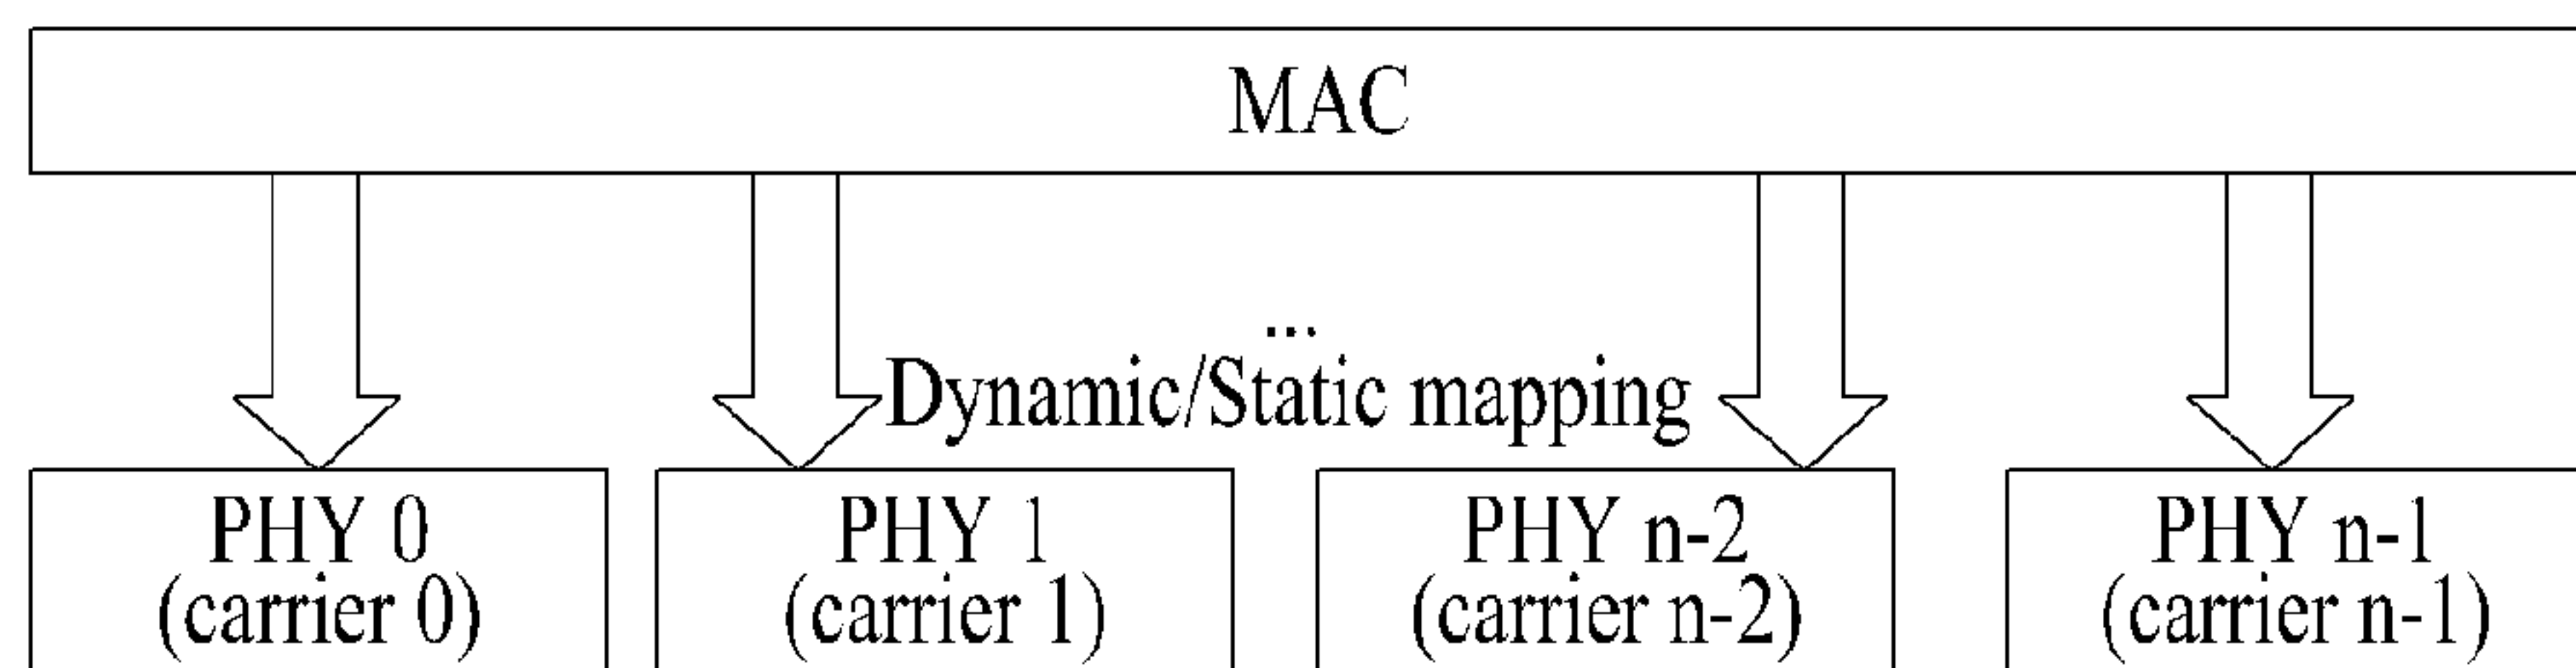 MAC
...
Dynamic/Static mapping
PHY 0
(carrier 0)
PHY 1
(carrier 1)
PHY n-2
(carrier n-2)
PHY n-1
(carrier n-1)